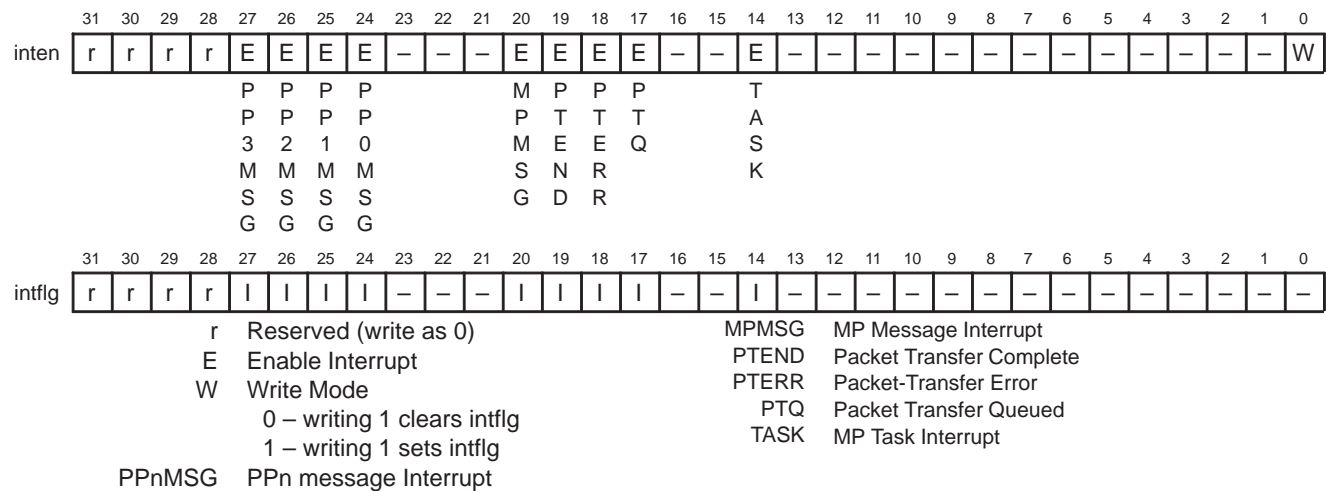 31 30 29 28 27 26 25 24 23 22 21 20 19 18 17 16 15 14 13 12 11 10 9 8 7 6 5 4 3 2 1 0
inten r r r r E E E E – – – E E E E – – E – – – – – – – – – – – – – W
P P P P M P P P T
P P P P P T T T A
3 2 1 0 M E E Q S
M M M M S N R K
S S S S G D R
G G G G
31 30 29 28 27 26 25 24 23 22 21 20 19 18 17 16 15 14 13 12 11 10 9 8 7 6 5 4 3 2 1 0
intflg r r r r I I I I – – – I I I I – – I – – – – – – – – – – – – – –
r Reserved (write as 0)
E Enable Interrupt
W Write Mode
0 – writing 1 clears intflg
1 – writing 1 sets intflg
PPnMSG PPn message Interrupt
MPMSG MP Message Interrupt
PTEND Packet Transfer Complete
PTERR Packet-Transfer Error
PTQ Packet Transfer Queued
TASK MP Task Interrupt